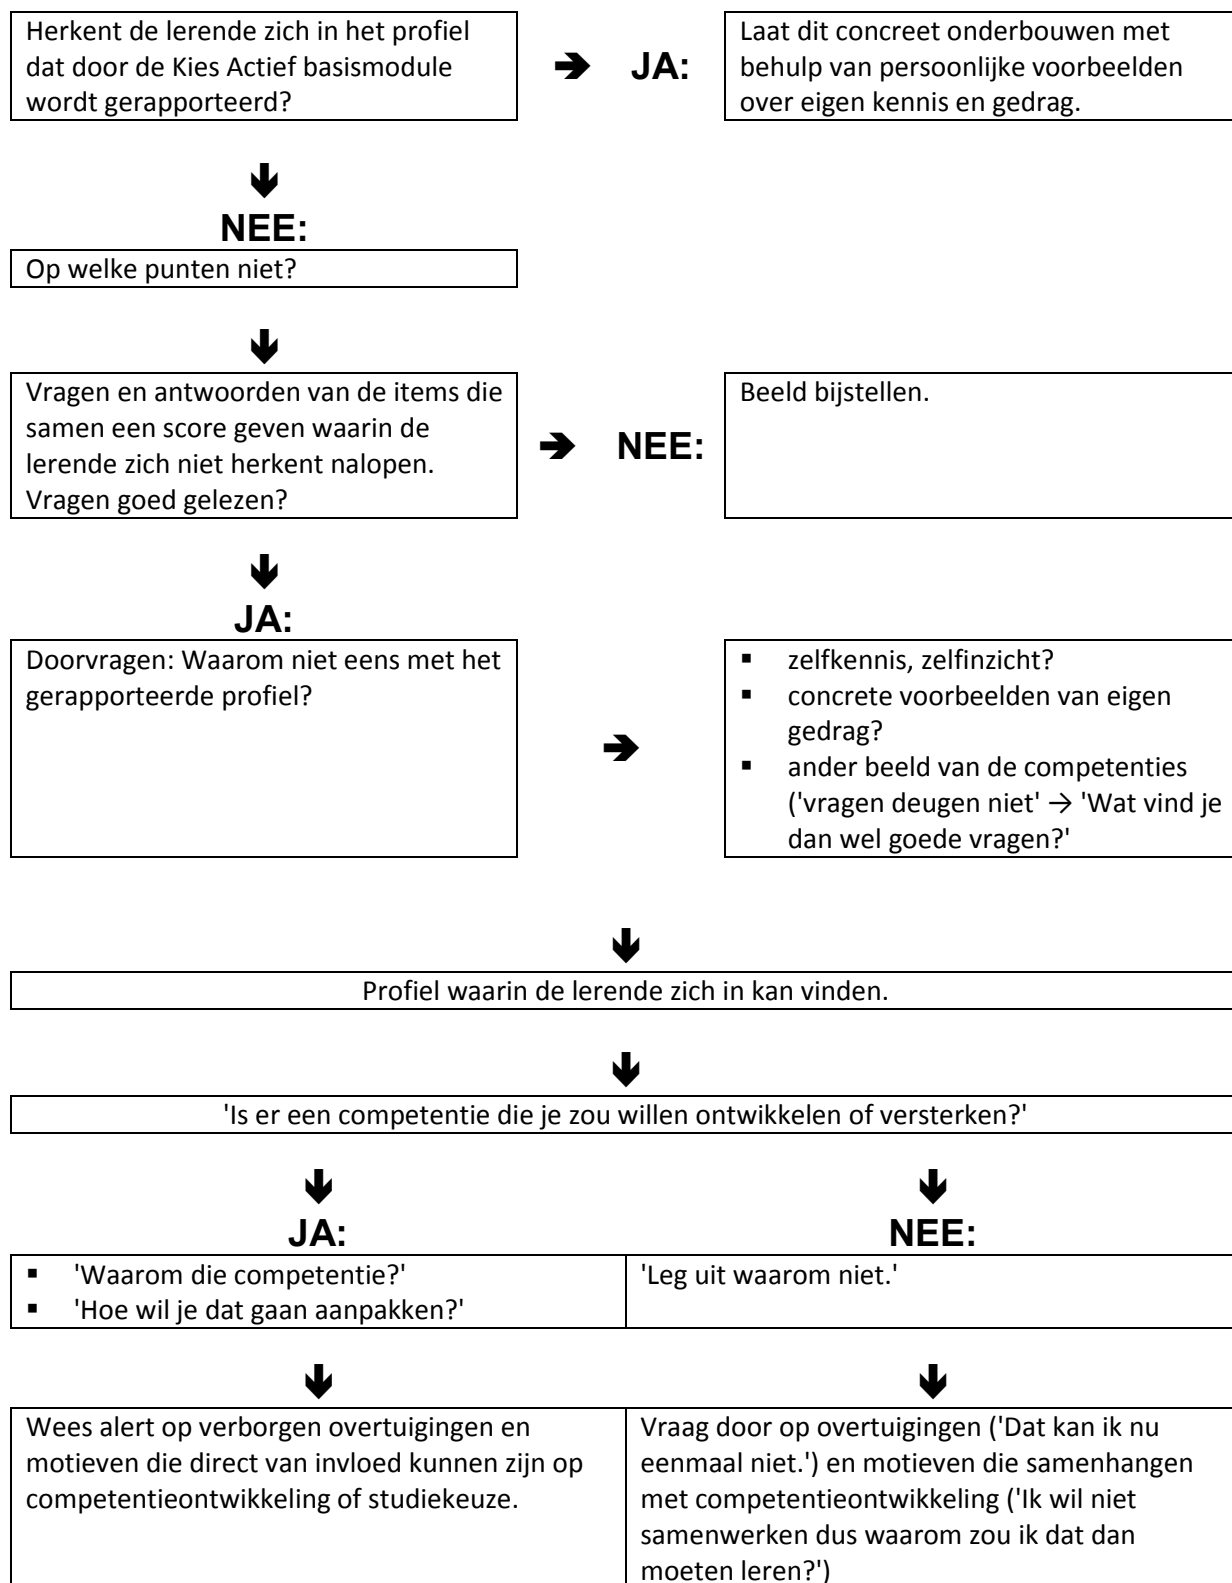 Herkent de lerende zich in het profiel
dat door de Kies Actief basismodule
wordt gerapporteerd?
➔ JA:
Laat dit concreet onderbouwen met
behulp van persoonlijke voorbeelden
over eigen kennis en gedrag.
🡻
NEE:
Op welke punten niet?
🡻
Vragen en antwoorden van de items die
samen een score geven waarin de
lerende zich niet herkent nalopen.
Vragen goed gelezen?
➔ NEE:
Beeld bijstellen.
🡻
JA:
Doorvragen: Waarom niet eens met het
gerapporteerde profiel?
➔
▪ zelfkennis, zelfinzicht?
▪ concrete voorbeelden van eigen
gedrag?
▪ ander beeld van de competenties
('vragen deugen niet' → 'Wat vind je
dan wel goede vragen?'
🡻
Profiel waarin de lerende zich in kan vinden.
🡻
'Is er een competentie die je zou willen ontwikkelen of versterken?'
🡻 🡻
JA: NEE:
▪ 'Waarom die competentie?'
▪ 'Hoe wil je dat gaan aanpakken?'
'Leg uit waarom niet.'
🡻 🡻
Wees alert op verborgen overtuigingen en
motieven die direct van invloed kunnen zijn op
competentieontwikkeling of studiekeuze.
Vraag door op overtuigingen ('Dat kan ik nu
eenmaal niet.') en motieven die samenhangen
met competentieontwikkeling ('Ik wil niet
samenwerken dus waarom zou ik dat dan
moeten leren?')